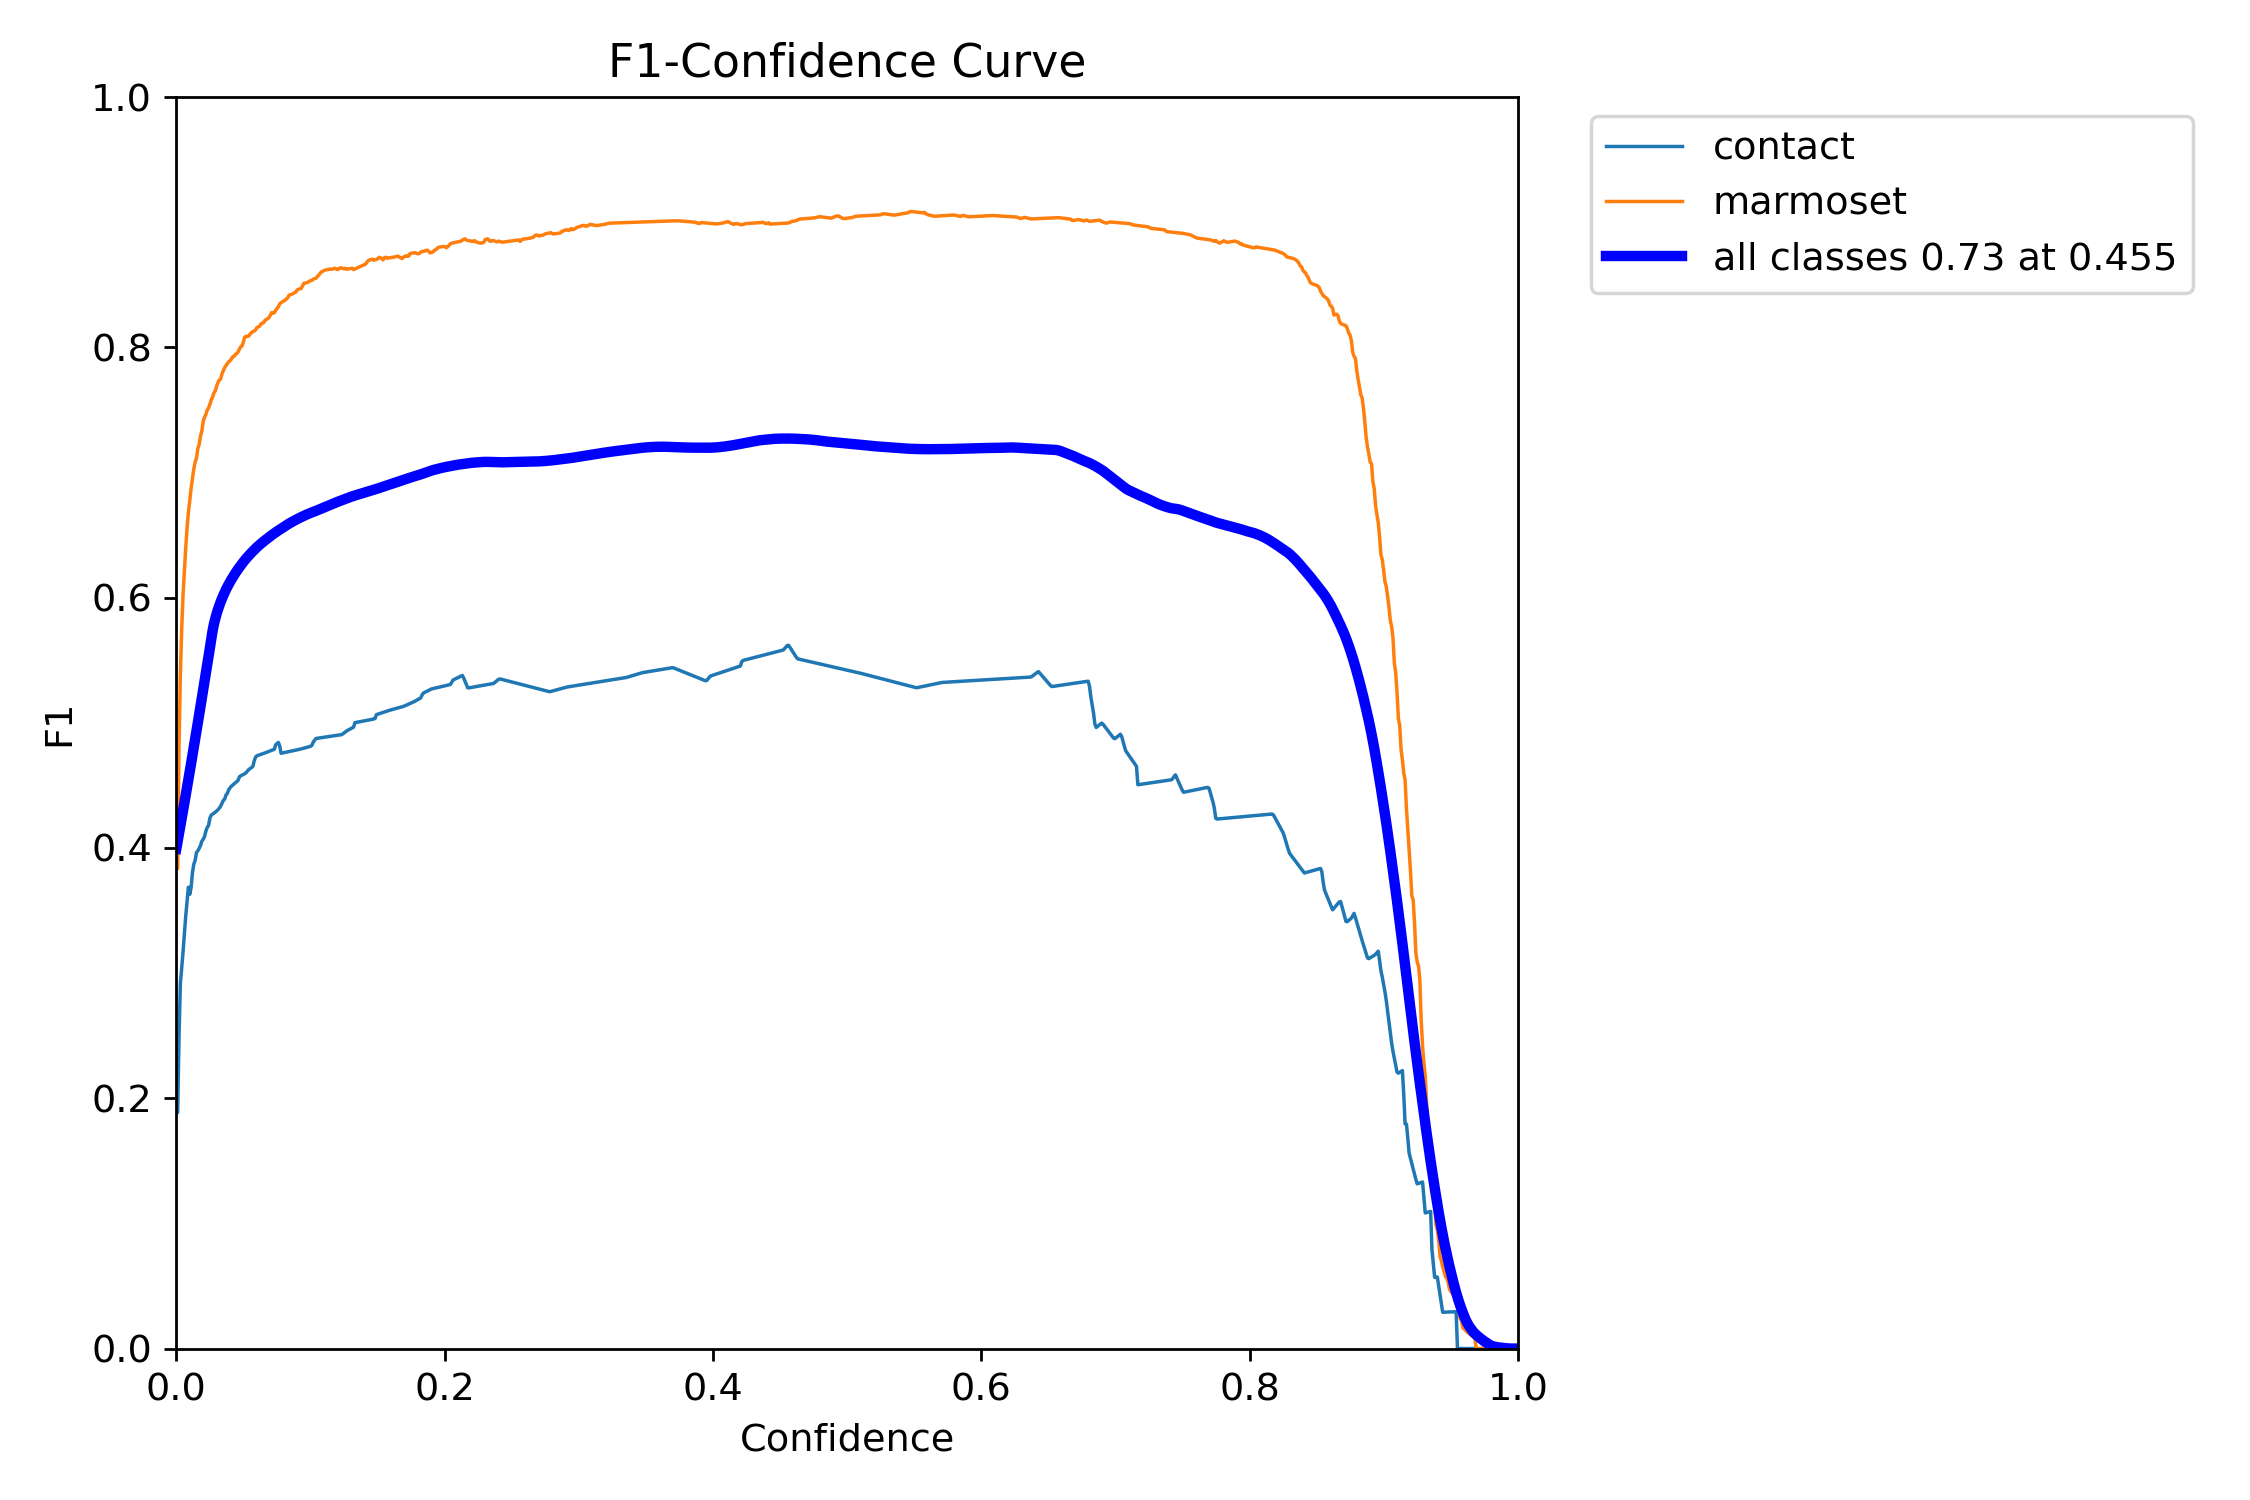 F1-Confidence Curve
1.0
0.8
0.6
0.4
0.2
0.0
F1
0.0 0.2 0.4 0.6 0.8 1.0
Confidence
contact
marmoset
all classes 0.73 at 0.455